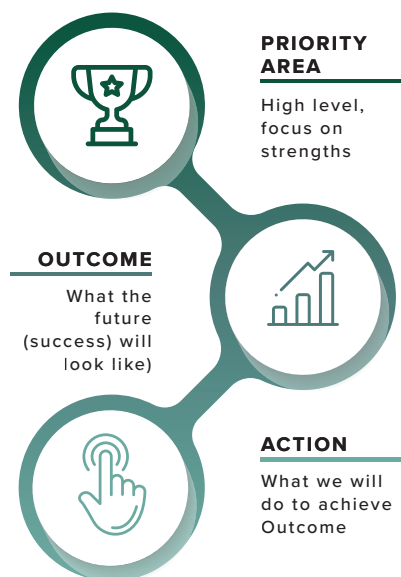 PRIORITY
AREA
High level,
focus on
strengths
OUTCOME
What the
future
(success) will
look like)
ACTION
What we will
do to achieve
Outcome